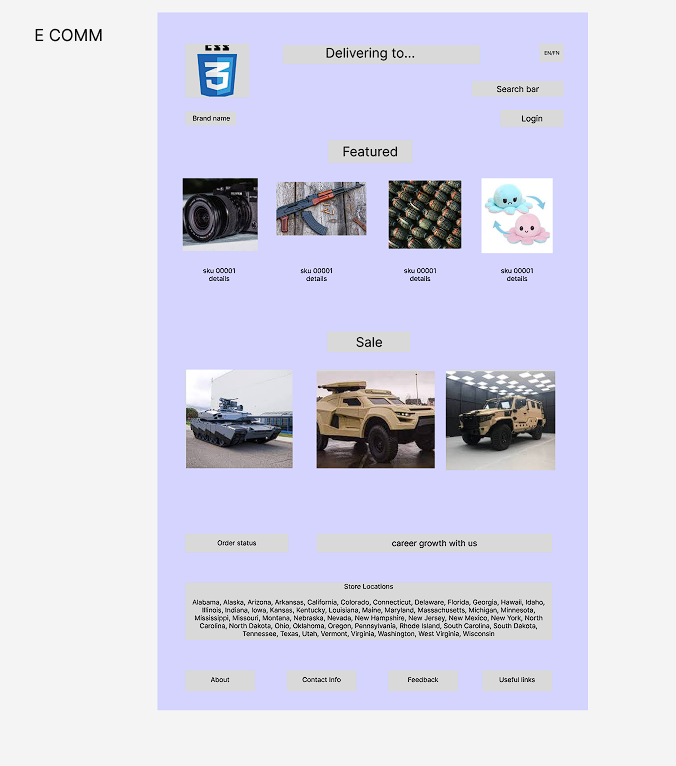 E COMM
CSS
3
Delivering to...
EN/FN
Search bar
Brand name
Login
Featured
sku 00001
details
sku 00001
details
sku 00001
details
sku 00001
details
Sale
Order status
career growth with us
Store Locations
Alabama, Alaska, Arizona, Arkansas, California, Colorado, Connecticut, Delaware, Florida, Georgia, Hawaii, Idaho,
Illinois, Indiana, Iowa, Kansas, Kentucky, Louisiana, Maine, Maryland, Massachusetts, Michigan, Minnesota,
Mississippi, Missouri, Montana, Nebraska, Nevada, New Hampshire, New Jersey, New Mexico, New York, North
Carolina, North Dakota, Ohio, Oklahoma, Oregon, Pennsylvania, Rhode Island, South Carolina, South Dakota,
Tennessee, Texas, Utah, Vermont, Virginia, Washington, West Virginia, Wisconsin
About
Contact Info
Feedback
Useful links